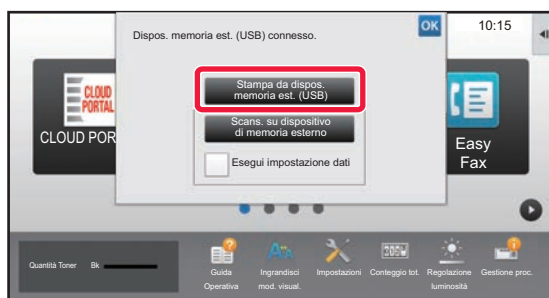 Dispos. memoria est. (USB) connesso.
OK
10:15
Stampa da dispos.
memoria est. (USB)
Scans. su dispositivo
di memoria esterno
Esegui impostazione dati
CLOUD
PORTAL
CLOUD POR
Easy
Fax
Quantità Toner
Bk
Guida
Operativa
Ingrandisci
mod. visual.
Impostazioni
Conteggio tot.
Regolazione
luminosità
Gestione proc.